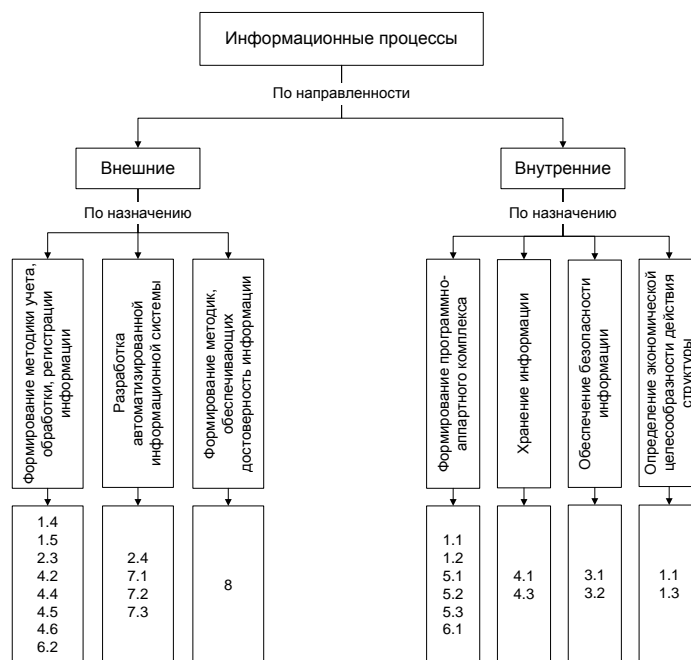 Информационные процессы
По направленности
Внешние
Внутренние
По назначению
По назначению
Формирование методики учета,
обработки, регистрации
информации
Разработка
автоматизированной
информационной системы
Формирование методик,
обеспечивающих
достоверность информации
Формирование программно-
аппартного комплекса
Хранение информации
Обеспечение безопасности
информации
Определение экономической
целесообразности действия
структуры
1.4
1.5
2.3
4.2
4.4
4.5
4.6
6.2
2.4
7.1
7.2
7.3
8
1.1
1.2
5.1
5.2
5.3
6.1
4.1
4.3
3.1
3.2
1.1
1.3